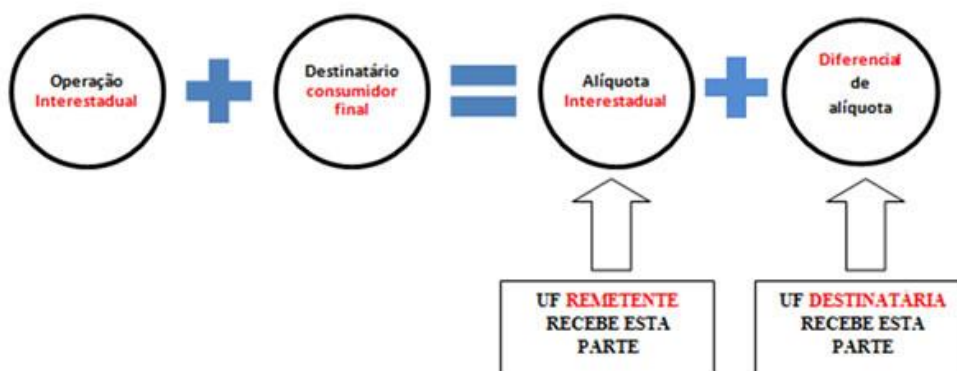 Operação
Interestadual
Destinatário
consumidor
final
Alíquota
Interestadual
Diferencial
de
alíquota
UF REMETENTE
RECEBE ESTA
PARTE
UF DESTINATÁRIA
RECEBE ESTA
PARTE